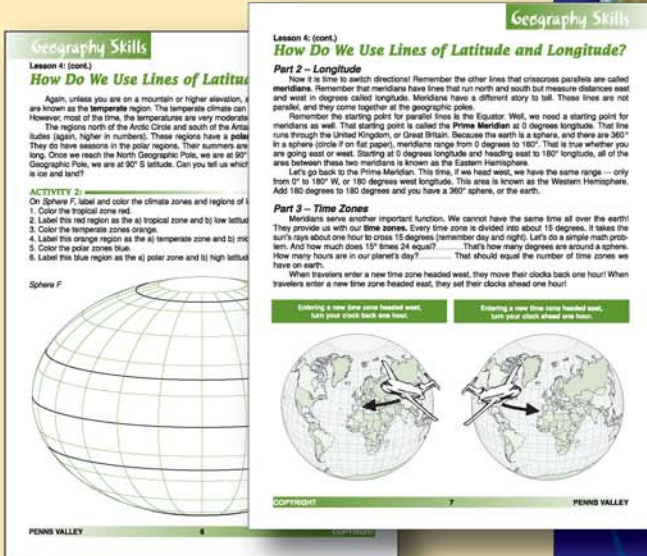 Geography Skills
Lesson 4: (cont.)
How Do We Use Lines of Latitud
Again, unless you are on a mountain or higher elevation, a
are known as the temperate region. The temperate climate can
However, most of the time, the temperatures are very moderate
The regions north of the Arctic Circle and south of the Antar
itudes (again, higher in numbers). These regions have a polar
They do have seasons in the polar regions. Their summers are
long. Once we reach the North Geographic Pole, we are at 90°
Geographic Pole, we are at 90° S latitude. Can you tell us which
is ice and land?
ACTIVITY 2:
On Sphere F, label and color the climate zones and regions of l
1. Color the tropical zone red.
2. Label this red region as the a) tropical zone and b) low latitud
3. Color the temperate zones orange.
4. Label this orange region as the a) temperate zone and b) mid
5. Color the polar zones blue.
6. Label this blue region as the a) polar zone and b) high latitud
Sphere F
PENNS VALLEY 6 COPYRIGHT
Geography Skills
Lesson 4: (cont.)
How Do We Use Lines of Latitude and Longitude?
Part 2 – Longitude
Now it is time to switch directions! Remember the other lines that crisscross parallels are called
meridians. Remember that meridians have lines that run north and south but measure distances east
and west in degrees called longitude. Meridians have a different story to tell. These lines are not
parallel, and they come together at the geographic poles.
Remember the starting point for parallel lines is the Equator. Well, we need a starting point for
meridians as well. That starting point is called the Prime Meridian at 0 degrees longitude. That line
runs through the United Kingdom, or Great Britain. Because the earth is a sphere, and there are 360°
in a sphere (circle if on flat paper), meridians range from 0 degrees to 180°. That is true whether you
are going east or west. Starting at 0 degrees longitude and heading east to 180° longitude, all of the
area between these two meridians is known as the Eastern Hemisphere.
Let's go back to the Prime Meridian. This time, if we head west, we have the same range — only
from 0° to 180° W, or 180 degrees west longitude. This area is known as the Western Hemisphere.
Add 180 degrees to 180 degrees and you have a 360° sphere, or the earth.
Part 3 – Time Zones
Meridians serve another important function. We cannot have the same time all over the earth!
They provide us with our time zones. Every time zone is divided into about 15 degrees. It takes the
sun's rays about one hour to cross 15 degrees (remember day and night). Let's do a simple math prob-
lem. And how much does 15° times 24 equal? ________ That's how many degrees are around a sphere.
How many hours are in our planet's day? ________ That should equal the number of time zones we
have on earth.
When travelers enter a new time zone headed west, they move their clocks back one hour! When
travelers enter a new time zone headed east, they set their clocks ahead one hour!
Entering a new time zone headed west,
turn your clock back one hour.
Entering a new time zone headed east,
turn your clock ahead one hour.
COPYRIGHT 7 PENNS VALLEY